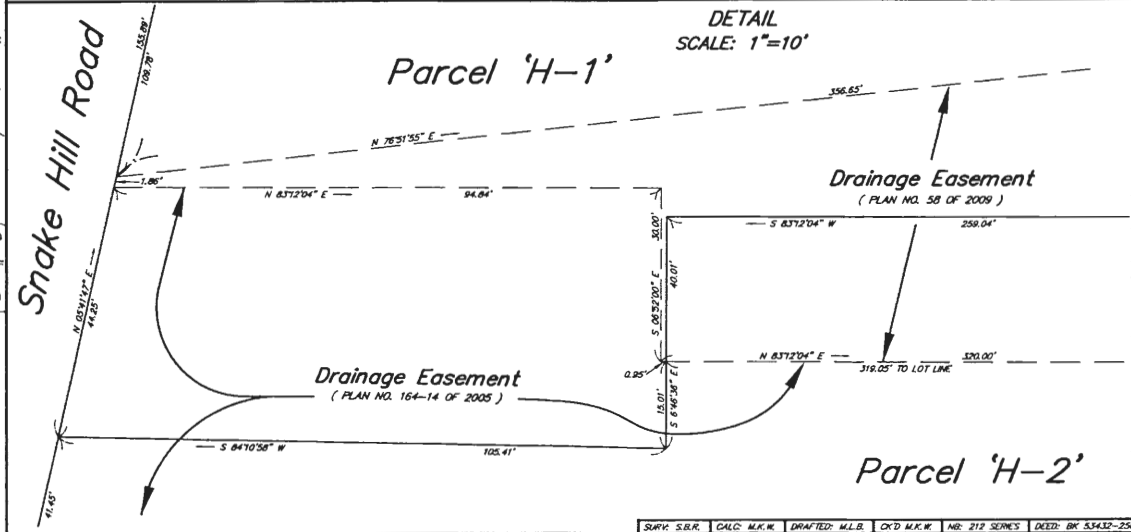 DETAIL
SCALE: 1"=10'
Parcel 'H-1'
Snake Hill Road
155.89'
109.78'
356.65'
N 76°51'55" E
1.86'
N 83°12'04" E
94.84'
Drainage Easement
( PLAN NO. 58 OF 2009 )
S 83°12'04" W
259.04'
30.00'
S 06°52'00" E
40.01'
N 05°41'47" E
44.25'
N 83°12'04" E
320.00'
319.05' TO LOT LINE
0.95'
15.01'
S 6°46'36" E
Drainage Easement
( PLAN NO. 164-14 OF 2005 )
S 84°10'58" W
105.41'
41.45'
Parcel 'H-2'
SURV: S.B.R. CALC: M.K.W. DRAFTED: M.L.B. CK'D M.K.W. NB: 212 SERIES DEED: BK 53432-25